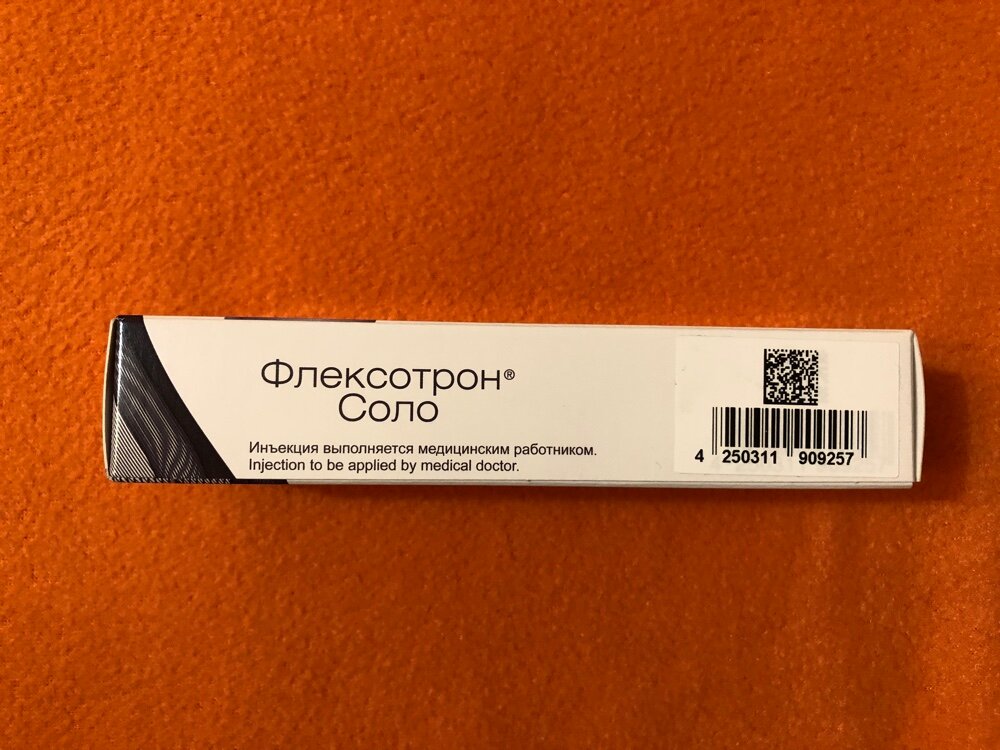 Флексотрон®
Соло
Инъекция выполняется медицинским работником.
Injection to be applied by medical doctor.
4 250311 909257